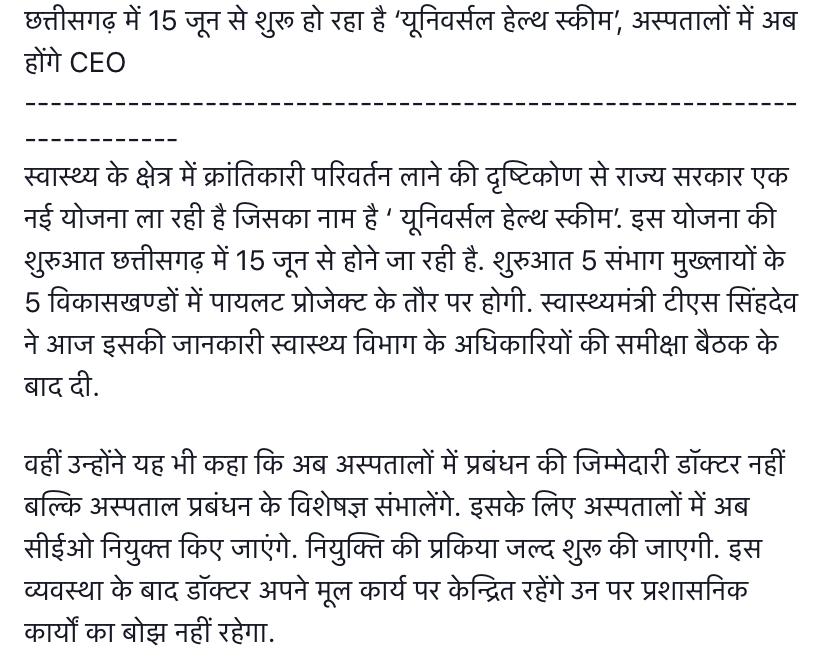 छत्तीसगढ़ में 15 जून से शुरू हो रहा है ‘यूनिवर्सल हेल्थ स्कीम’, अस्पतालों में अब
होंगे CEO
------------------------------------------------------------
------------
स्वास्थ्य के क्षेत्र में क्रांतिकारी परिवर्तन लाने की दृष्टिकोण से राज्य सरकार एक
नई योजना ला रही है जिसका नाम है ‘ यूनिवर्सल हेल्थ स्कीम’. इस योजना की
शुरुआत छत्तीसगढ़ में 15 जून से होने जा रही है. शुरुआत 5 संभाग मुख्लायों के
5 विकासखण्डों में पायलट प्रोजेक्ट के तौर पर होगी. स्वास्थ्यमंत्री टीएस सिंहदेव
ने आज इसकी जानकारी स्वास्थ्य विभाग के अधिकारियों की समीक्षा बैठक के
बाद दी.
वहीं उन्होंने यह भी कहा कि अब अस्पतालों में प्रबंधन की जिम्मेदारी डॉक्टर नहीं
बल्कि अस्पताल प्रबंधन के विशेषज्ञ संभालेंगे. इसके लिए अस्पतालों में अब
सीईओ नियुक्त किए जाएंगे. नियुक्ति की प्रकिया जल्द शुरू की जाएगी. इस
व्यवस्था के बाद डॉक्टर अपने मूल कार्य पर केन्द्रित रहेंगे उन पर प्रशासनिक
कार्यों का बोझ नहीं रहेगा.